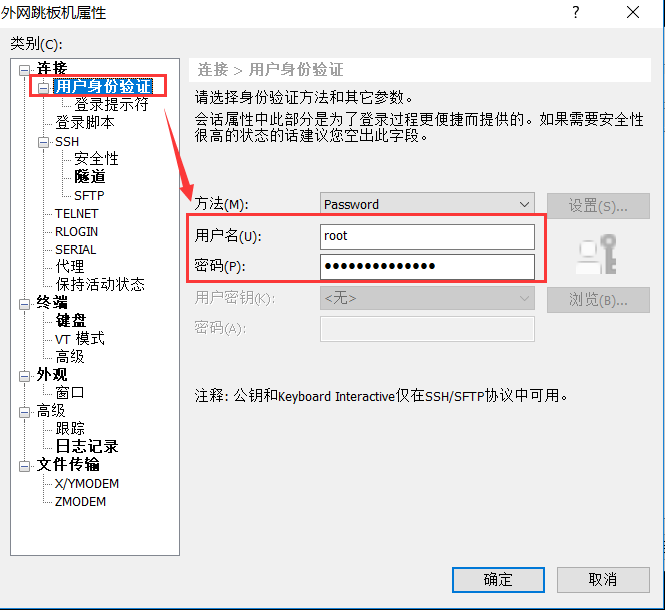 外网跳板机属性
类别(C):
连接
用户身份验证
登录提示符
登录脚本
SSH
安全性
隧道
SFTP
TELNET
RLOGIN
SERIAL
代理
保持活动状态
终端
键盘
VT 模式
高级
外观
窗口
高级
跟踪
日志记录
文件传输
X/YMODEM
ZMODEM
连接 > 用户身份验证
请选择身份验证方法和其它参数。
会话属性中此部分是为了登录过程更便捷而提供的。如果需要安全性
很高的状态的话建议您空出此字段。
方法(M):
Password
设置(S)...
用户名(U):
root
密码(P):
●●●●●●●●●●●●●●
用户密钥(K):
<无>
浏览(B)...
密码(A):
注释: 公钥和Keyboard Interactive仅在SSH/SFTP协议中可用。
确定
取消